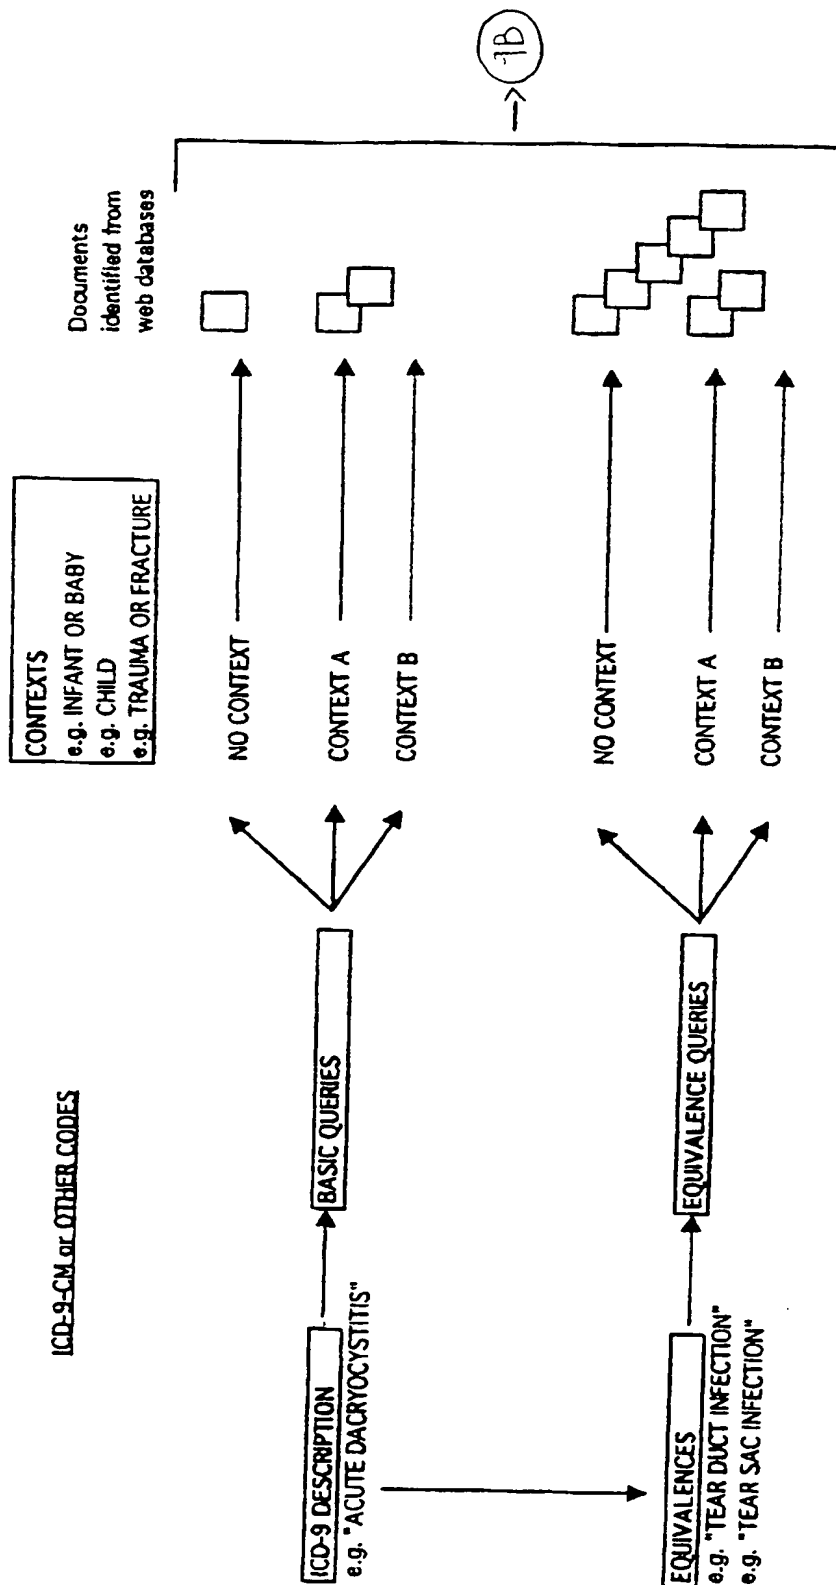 ICD-9-CM or OTHER CODES
CONTEXTS
e.g. INFANT OR BABY
e.g. CHILD
e.g. TRAUMA OR FRACTURE
Documents
identified from
web databases
ICD-9 DESCRIPTION
e.g. "ACUTE DACRYOCYSTITIS"
BASIC QUERIES
NO CONTEXT
CONTEXT A
CONTEXT B
1B
EQUIVALENCES
e.g. "TEAR DUCT INFECTION"
e.g. "TEAR SAC INFECTION"
EQUIVALENCE QUERIES
NO CONTEXT
CONTEXT A
CONTEXT B